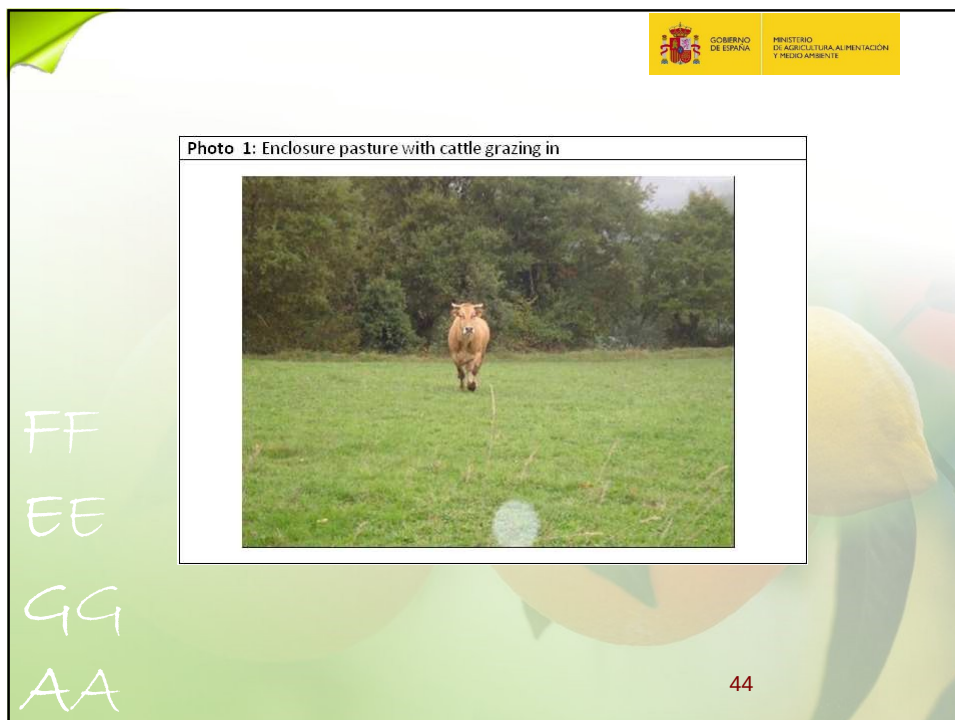 GOBIERNO
DE ESPAÑA
MINISTERIO
DE AGRICULTURA, ALIMENTACIÓN
Y MEDIO AMBIENTE
Photo 1: Enclosure pasture with cattle grazing in
FF
EE
GG
AA
44